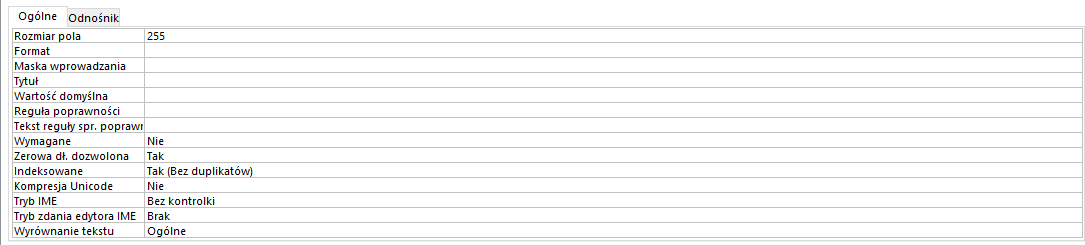 Ogólne Odnośnik
Rozmiar pola 255
Format
Maska wprowadzania
Tytuł
Wartość domyślna
Reguła poprawności
Tekst reguły spr. poprawr
Wymagane Nie
Zerowa dł. dozwolona Tak
Indeksowane Tak (Bez duplikatów)
Kompresja Unicode Nie
Tryb IME Bez kontrolki
Tryb zdania edytora IME Brak
Wyrównanie tekstu Ogólne